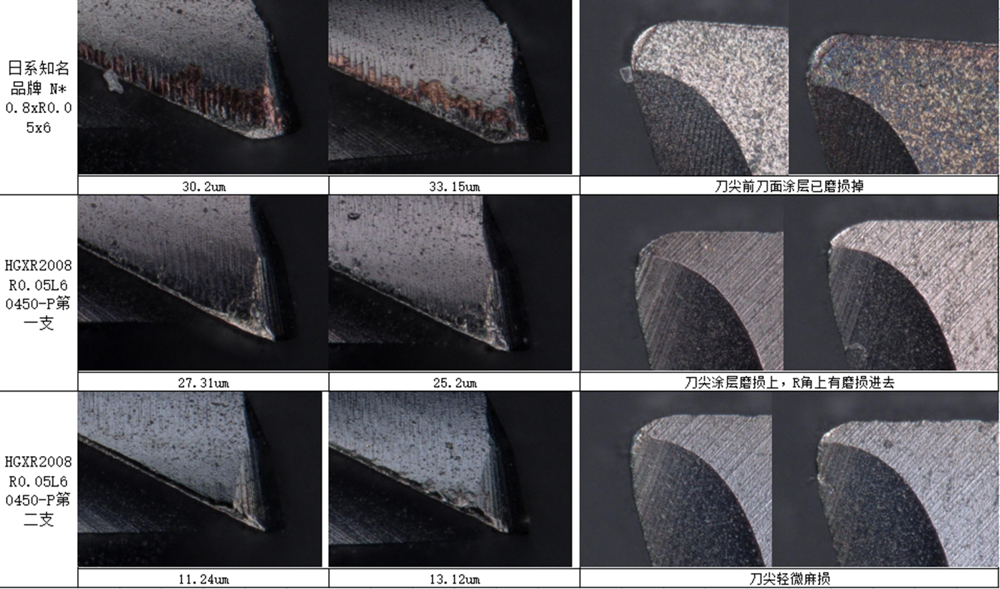 日系知名
品牌 N*
0.8xR0.0
5x6
30.2um
33.15um
刀尖前刀面涂层已磨损掉
HGXR2008
R0.05L6
0450-P第
一支
27.31um
25.2um
刀尖涂层磨损上，R角上有磨损进去
HGXR2008
R0.05L6
0450-P第
二支
11.24um
13.12um
刀尖轻微麻损